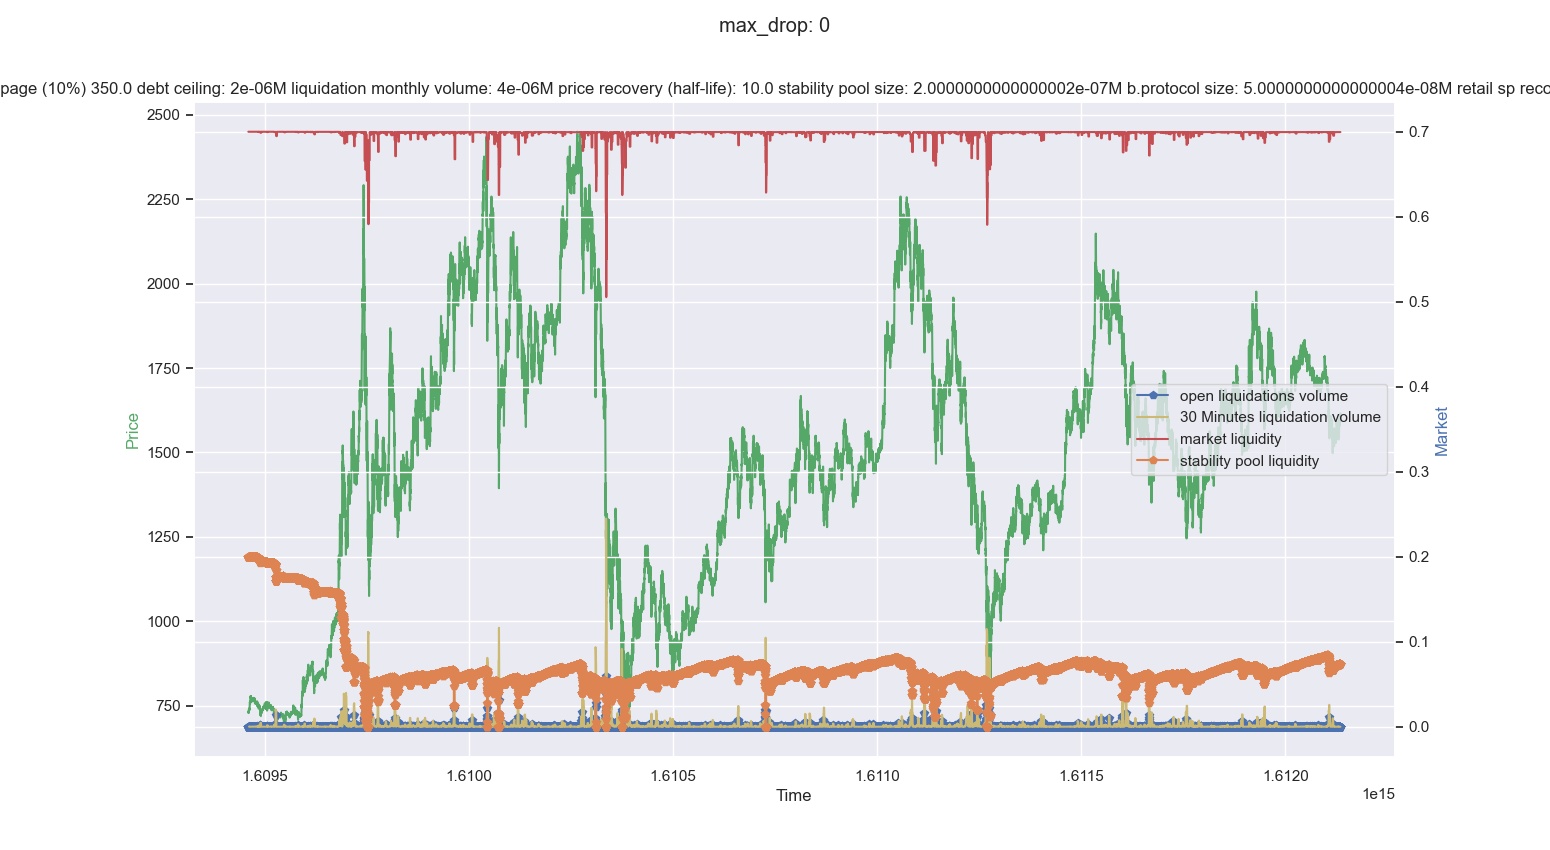 max_drop: 0
page (10%) 350.0 debt ceiling: 2e-06M liquidation monthly volume: 4e-06M price recovery (half-life): 10.0 stability pool size: 2.0000000000000002e-07M b.protocol size: 5.0000000000000004e-08M retail sp reco
2500
2250
2000
1750
1500
1250
1000
750
Price
0.7
0.6
0.5
0.4
0.3
0.2
0.1
0.0
Market
open liquidations volume
30 Minutes liquidation volume
market liquidity
stability pool liquidity
1.6095 1.6100 1.6105 1.6110 1.6115 1.6120
Time
1e15